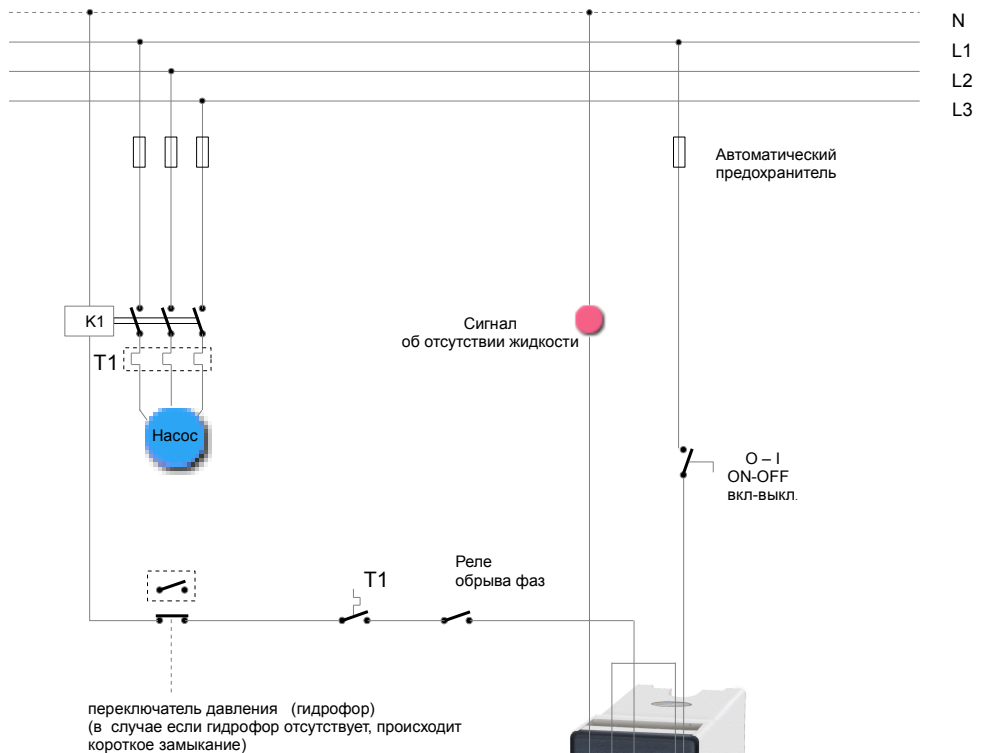 N
L1
L2
L3
Автоматический
предохранитель
K1
Сигнал
об отсутствии жидкости
T1
Насос
O – I
ON-OFF
вкл-выкл.
Реле
обрыва фаз
T1
переключатель давления (гидрофор)
(в случае если гидрофор отсутствует, происходит
короткое замыкание)